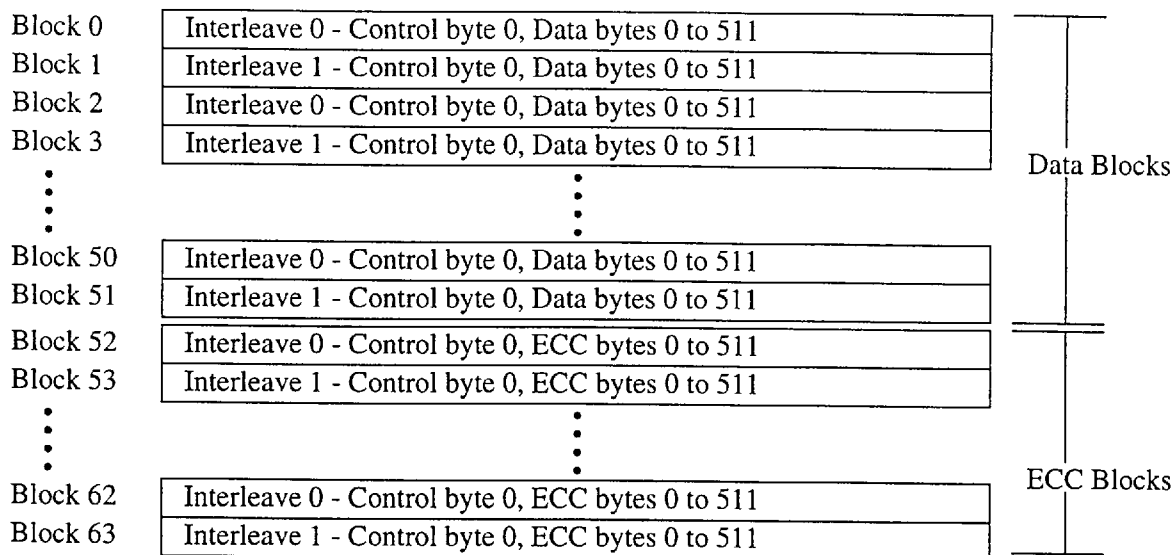 Block 0 Interleave 0 - Control byte 0, Data bytes 0 to 511
Block 1 Interleave 1 - Control byte 0, Data bytes 0 to 511
Block 2 Interleave 0 - Control byte 0, Data bytes 0 to 511
Block 3 Interleave 1 - Control byte 0, Data bytes 0 to 511
Data Blocks
Block 50 Interleave 0 - Control byte 0, Data bytes 0 to 511
Block 51 Interleave 1 - Control byte 0, Data bytes 0 to 511
Block 52 Interleave 0 - Control byte 0, ECC bytes 0 to 511
Block 53 Interleave 1 - Control byte 0, ECC bytes 0 to 511
ECC Blocks
Block 62 Interleave 0 - Control byte 0, ECC bytes 0 to 511
Block 63 Interleave 1 - Control byte 0, ECC bytes 0 to 511